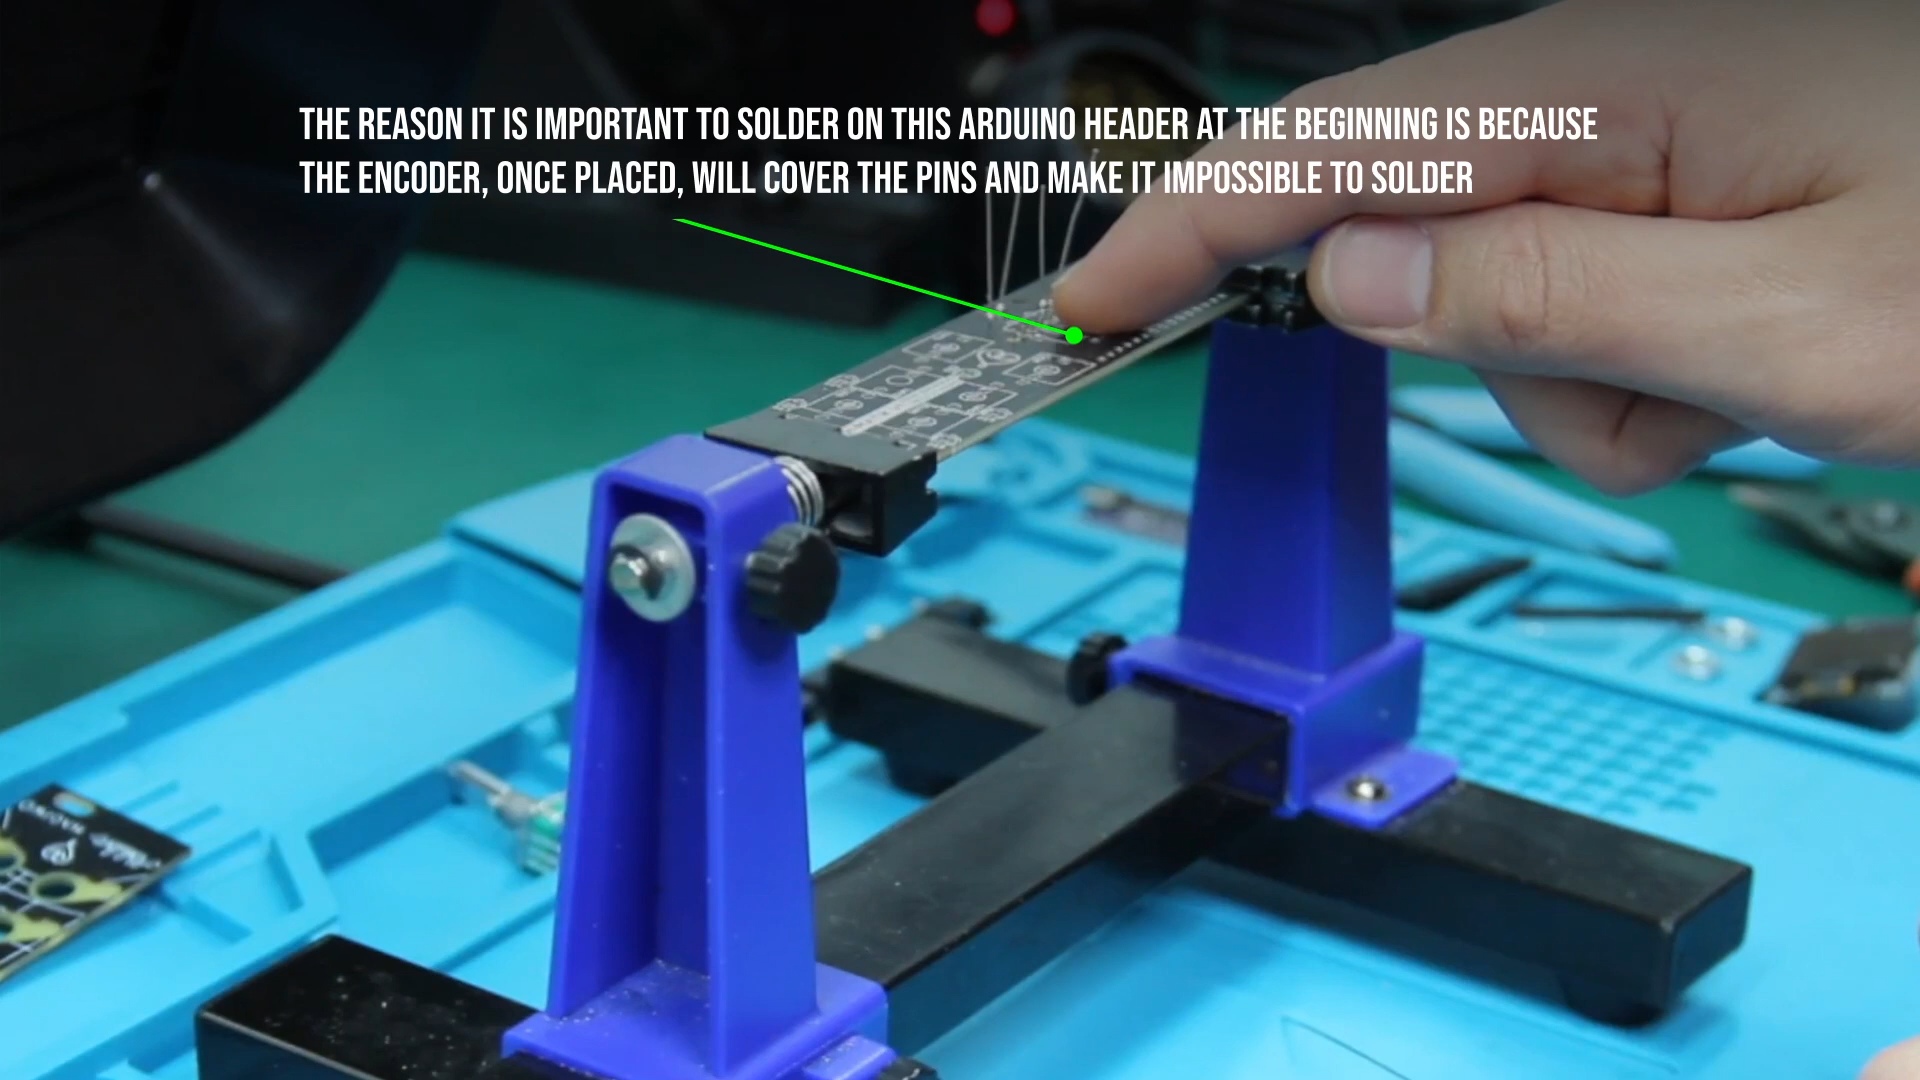 THE REASON IT IS IMPORTANT TO SOLDER ON THIS ARDUINO HEADER AT THE BEGINNING IS BECAUSE
THE ENCODER, ONCE PLACED, WILL COVER THE PINS AND MAKE IT IMPOSSIBLE TO SOLDER